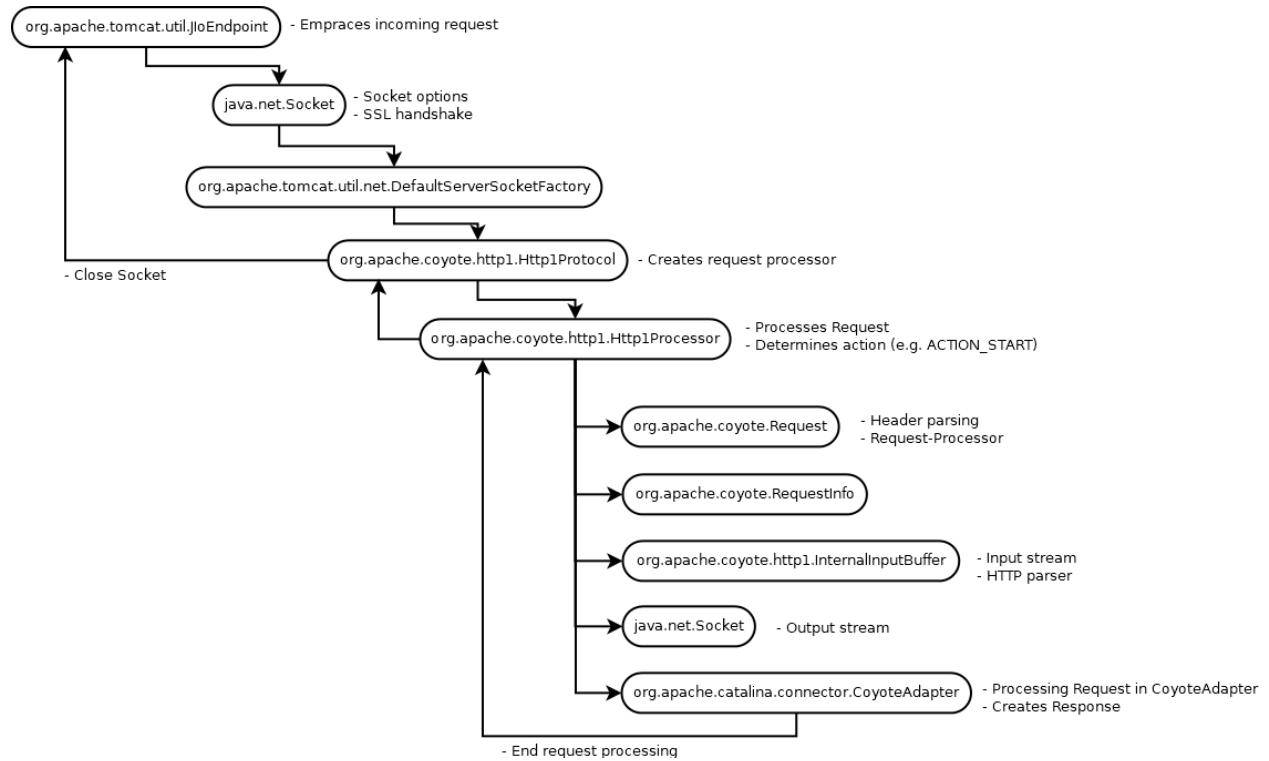 org.apache.tomcat.util.JIoEndpoint
- Empraces incoming request
java.net.Socket
- Socket options
- SSL handshake
org.apache.tomcat.util.net.DefaultServerSocketFactory
org.apache.coyote.http1.Http1Protocol
- Creates request processor
- Close Socket
org.apache.coyote.http1.Http1Processor
- Processes Request
- Determines action (e.g. ACTION_START)
org.apache.coyote.Request
- Header parsing
- Request-Processor
org.apache.coyote.RequestInfo
org.apache.coyote.http1.InternalInputBuffer
- Input stream
- HTTP parser
java.net.Socket
- Output stream
org.apache.catalina.connector.CoyoteAdapter
- Processing Request in CoyoteAdapter
- Creates Response
- End request processing